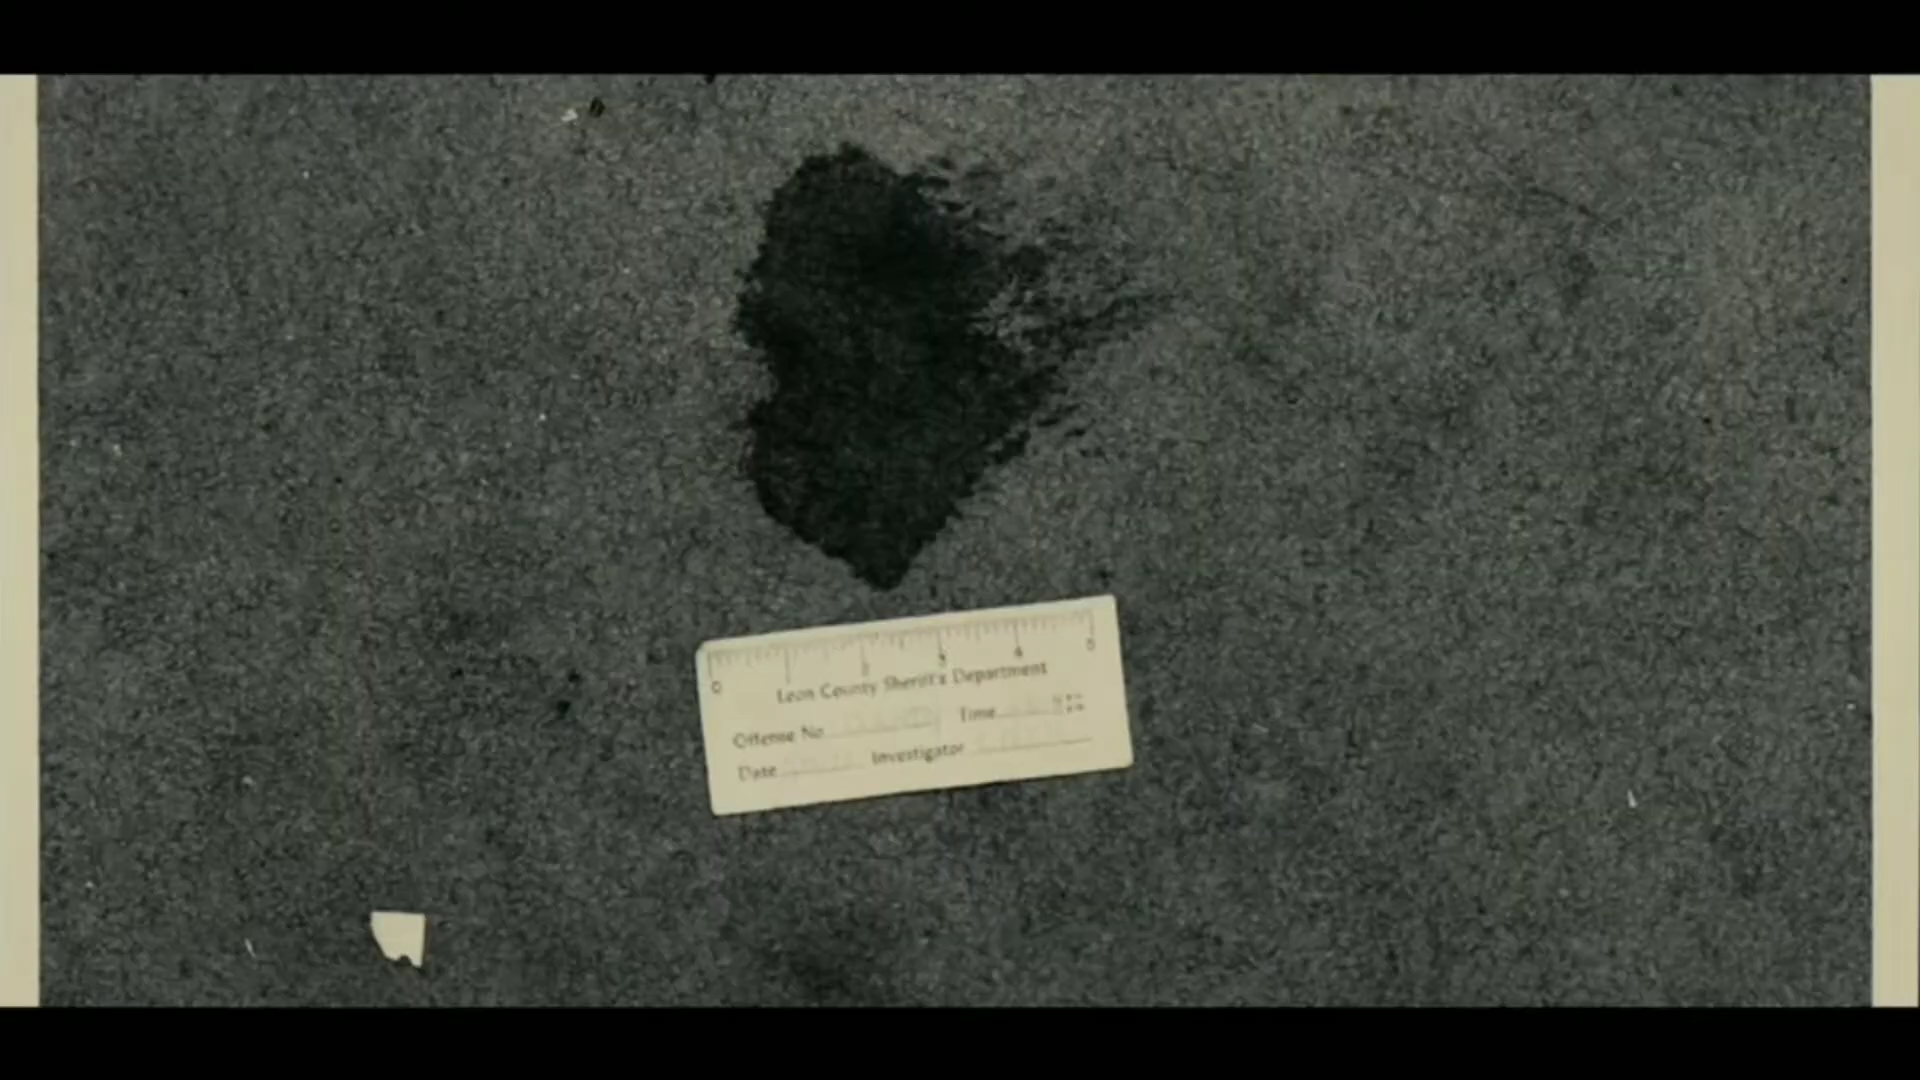 0 1 2 3 4 5
Leon County Sheriff's Department
Offense No. Time
Date Investigator